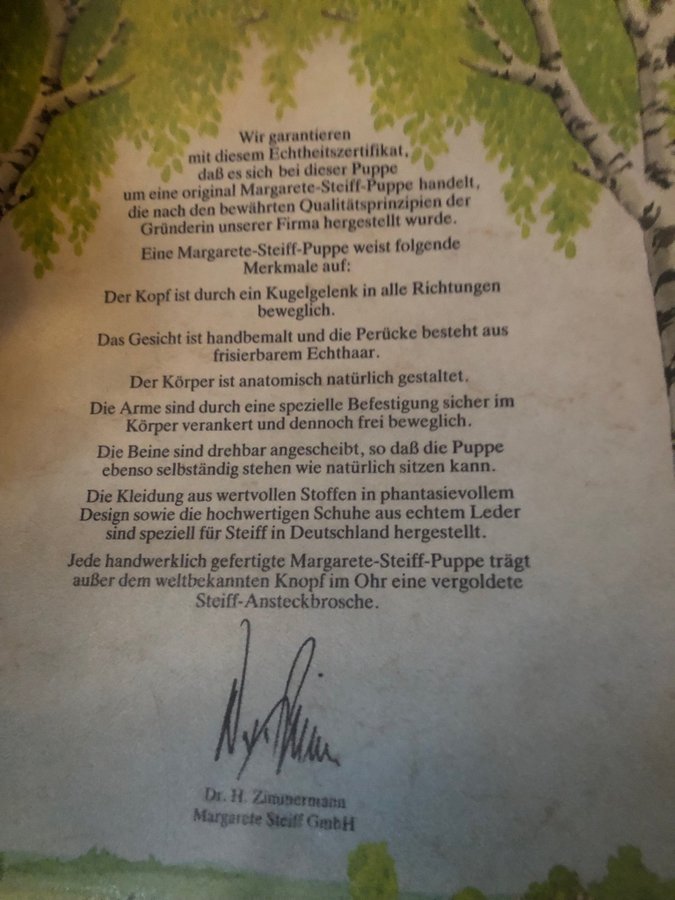 Wir garantieren
mit diesem Echtheitszertifikat,
daß es sich bei dieser Puppe
um eine original Margarete-Steiff-Puppe handelt,
die nach den bewährten Qualitätsprinzipien der
Gründerin unserer Firma hergestellt wurde.
Eine Margarete-Steiff-Puppe weist folgende
Merkmale auf:
Der Kopf ist durch ein Kugelgelenk in alle Richtungen
beweglich.
Das Gesicht ist handbemalt und die Perücke besteht aus
frisierbarem Echthaar.
Der Körper ist anatomisch natürlich gestaltet.
Die Arme sind durch eine spezielle Befestigung sicher im
Körper verankert und dennoch frei beweglich.
Die Beine sind drehbar angescheibt, so daß die Puppe
ebenso selbständig stehen wie natürlich sitzen kann.
Die Kleidung aus wertvollen Stoffen in phantasievollem
Design sowie die hochwertigen Schuhe aus echtem Leder
sind speziell für Steiff in Deutschland hergestellt.
Jede handwerklich gefertigte Margarete-Steiff-Puppe trägt
außer dem weltbekannten Knopf im Ohr eine vergoldete
Steiff-Ansteckbrosche.
Dr. H. Zimmermann
Margarete Steiff GmbH